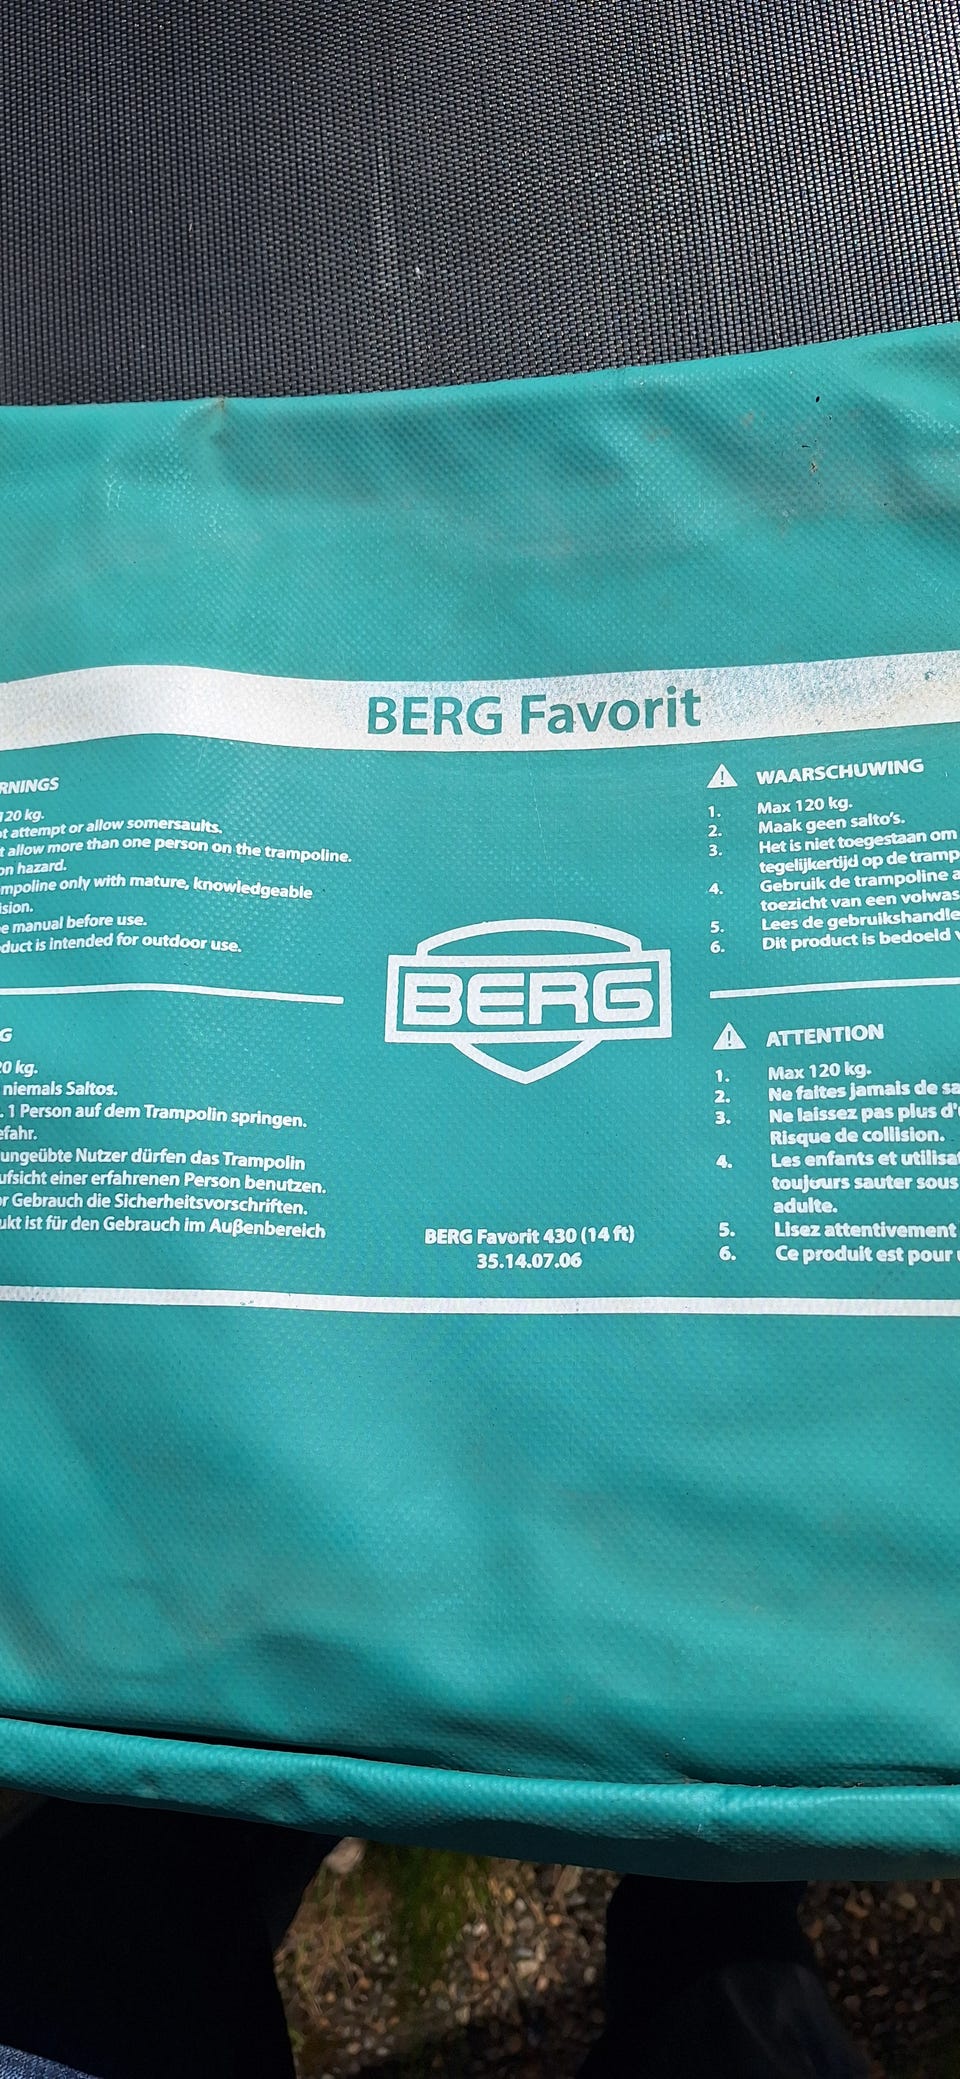 BERG Favorit
RNINGS
120 kg.
t attempt or allow somersaults.
t allow more than one person on the trampoline.
on hazard.
mpoline only with mature, knowledgeable
ision.
e manual before use.
duct is intended for outdoor use.
G
0 kg.
niemals Saltos.
. 1 Person auf dem Trampolin springen.
efahr.
ungeübte Nutzer dürfen das Trampolin
ufsicht einer erfahrenen Person benutzen.
or Gebrauch die Sicherheitsvorschriften.
ukt ist für den Gebrauch im Außenbereich
BERG
BERG Favorit 430 (14 ft)
35.14.07.06
WAARSCHUWING
1. Max 120 kg.
2. Maak geen salto's.
3. Het is niet toegestaan om
tegelijkertijd op de tramp
4. Gebruik de trampoline a
toezicht van een volwas
5. Lees de gebruikshandle
6. Dit product is bedoeld v
ATTENTION
1. Max 120 kg.
2. Ne faites jamais de sa
3. Ne laissez pas plus d'
Risque de collision.
4. Les enfants et utilisa
toujours sauter sous
adulte.
5. Lisez attentivement
6. Ce produit est pour